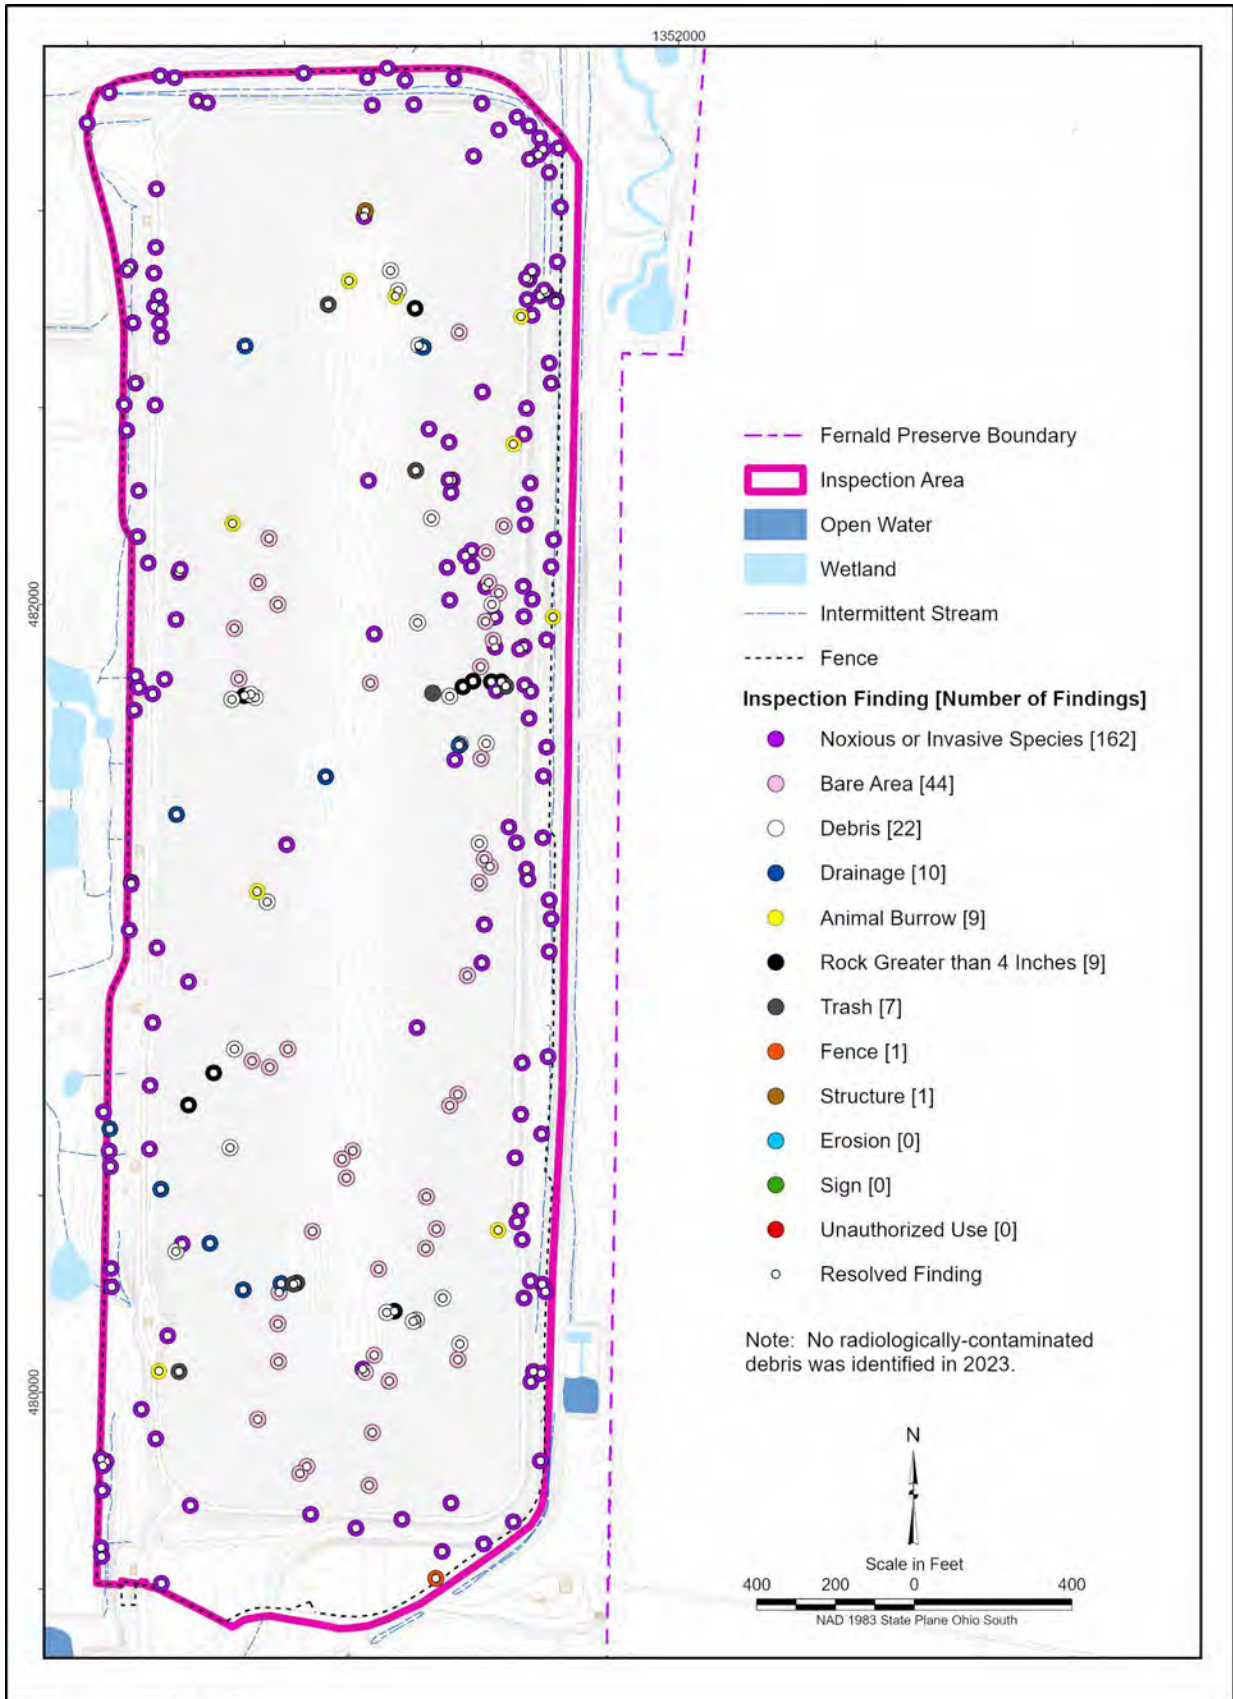 1352000
482000
480000
Fernald Preserve Boundary
Inspection Area
Open Water
Wetland
Intermittent Stream
Fence
Inspection Finding [Number of Findings]
Noxious or Invasive Species [162]
Bare Area [44]
Debris [22]
Drainage [10]
Animal Burrow [9]
Rock Greater than 4 Inches [9]
Trash [7]
Fence [1]
Structure [1]
Erosion [0]
Sign [0]
Unauthorized Use [0]
Resolved Finding
Note: No radiologically-contaminated
debris was identified in 2023.
N
Scale in Feet
400 200 0 400
NAD 1983 State Plane Ohio South